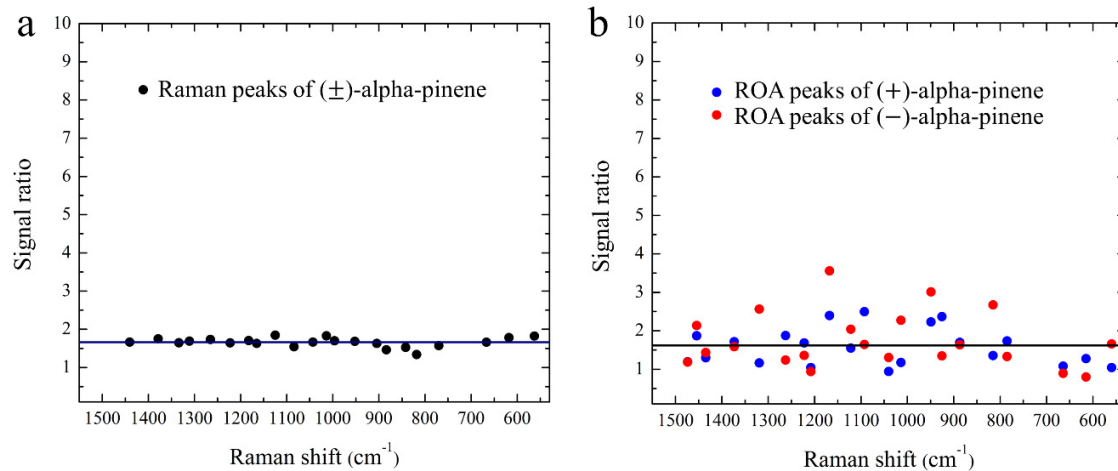 a
10
9
8
7
6
5
4
3
2
1
Signal ratio
Raman peaks of (±)-alpha-pinene
1500 1400 1300 1200 1100 1000 900 800 700 600
Raman shift (cm⁻¹)
b
10
9
8
7
6
5
4
3
2
1
Signal ratio
ROA peaks of (+)-alpha-pinene
ROA peaks of (−)-alpha-pinene
1500 1400 1300 1200 1100 1000 900 800 700 600
Raman shift (cm⁻¹)